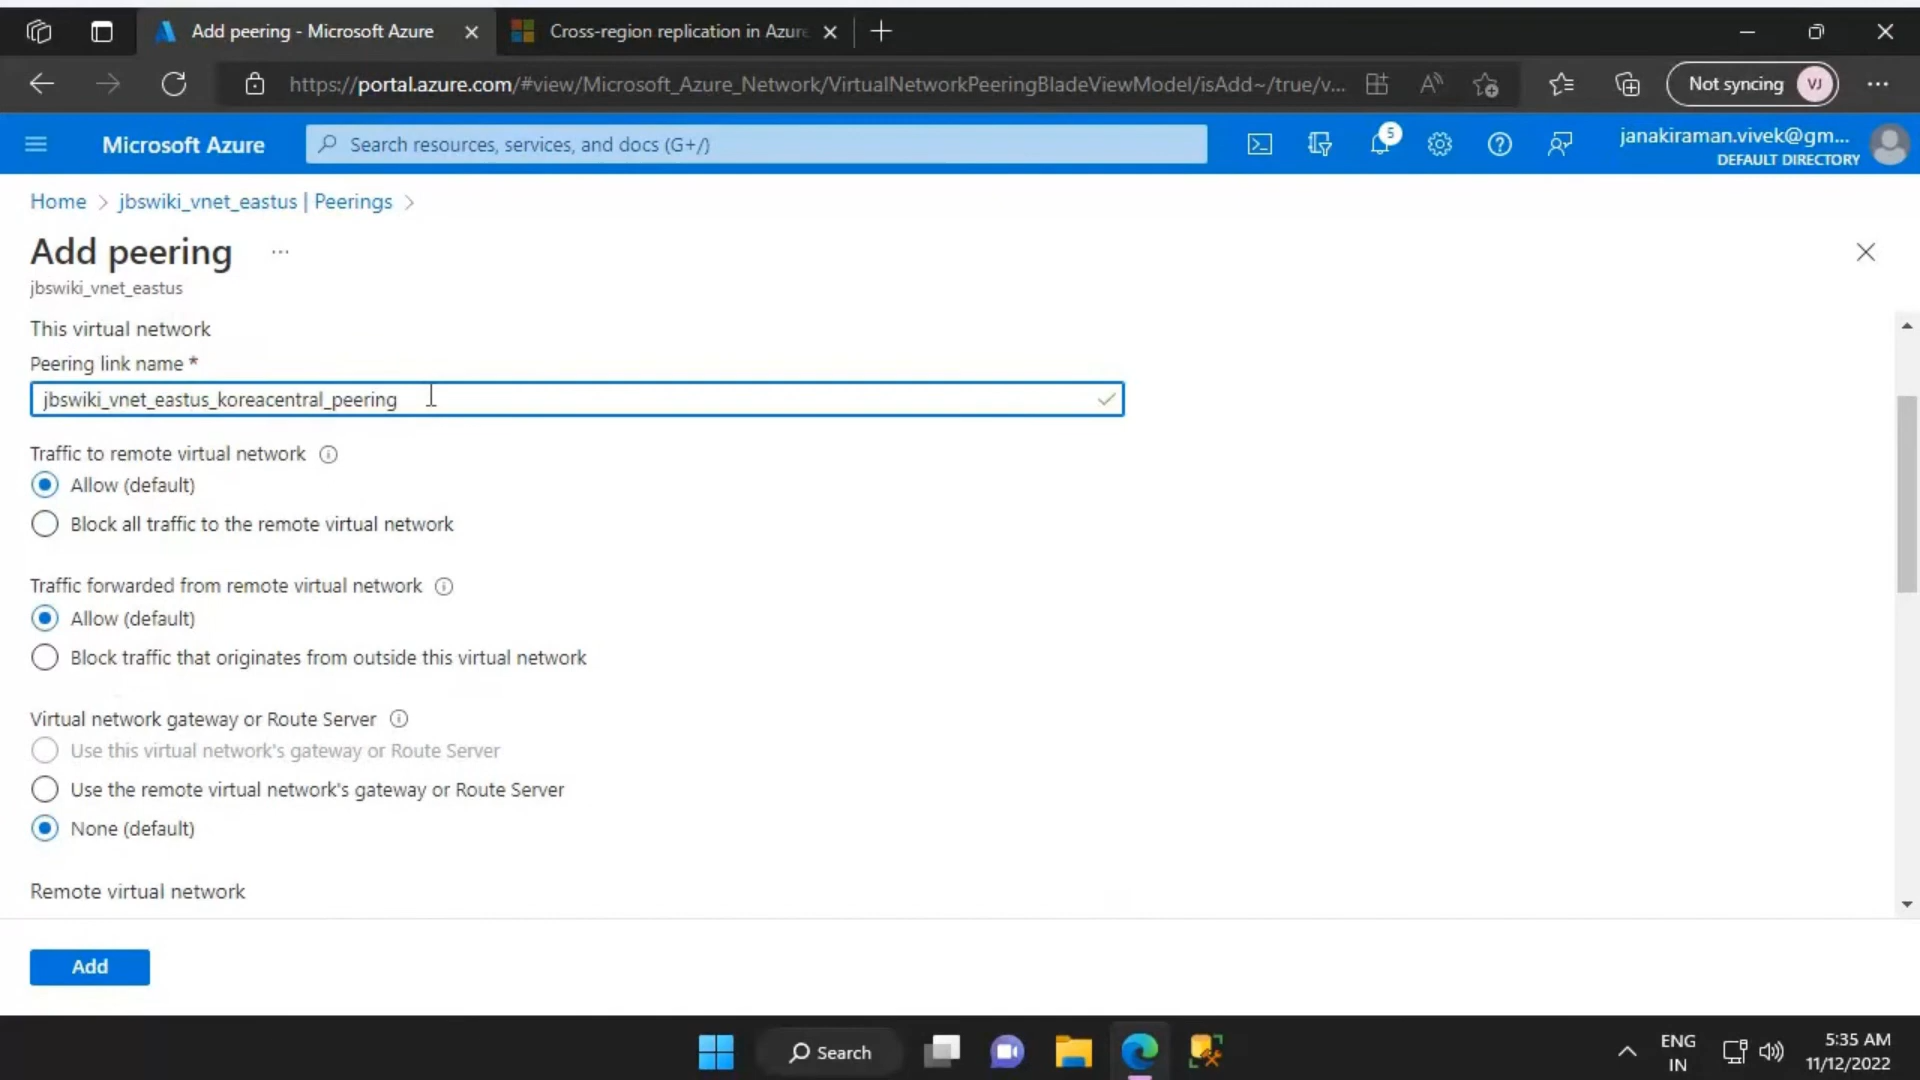 Add peering - Microsoft Azure
Cross-region replication in Azur
https://portal.azure.com/#view/Microsoft_Azure_Network/VirtualNetworkPeeringBladeViewModel/isAdd~/true/v...
Not syncing
VJ
Microsoft Azure
Search resources, services, and docs (G+/)
5
janakiraman.vivek@gm...
DEFAULT DIRECTORY
Home > jbswiki_vnet_eastus | Peerings >
Add peering ...
jbswiki_vnet_eastus
This virtual network
Peering link name *
jbswiki_vnet_eastus_koreacentral_peering
Traffic to remote virtual network
Allow (default)
Block all traffic to the remote virtual network
Traffic forwarded from remote virtual network
Allow (default)
Block traffic that originates from outside this virtual network
Virtual network gateway or Route Server
Use this virtual network's gateway or Route Server
Use the remote virtual network's gateway or Route Server
None (default)
Remote virtual network
Add
Search
ENG
IN
5:35 AM
11/12/2022